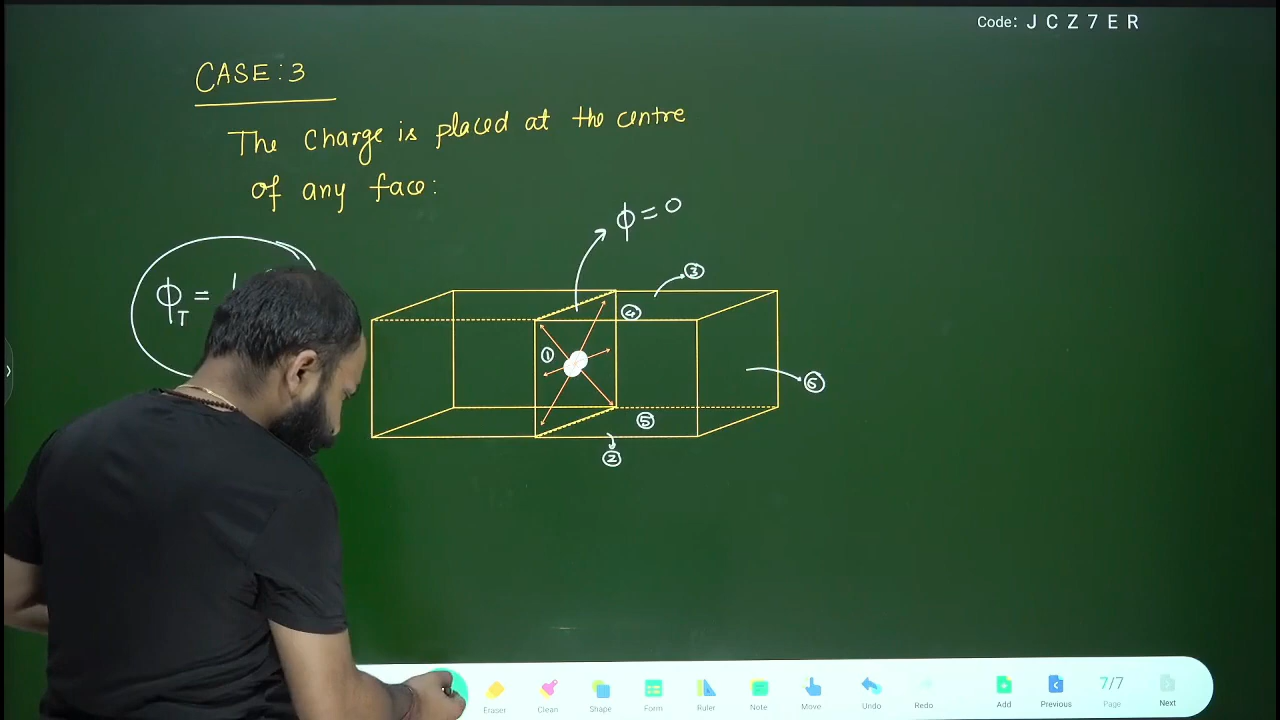 Code: J C Z 7 E R
CASE: 3
The charge is placed at the centre
of any face:
ϕ = 0
ϕT =
③
④
①
⑥
⑤
②
Eraser
Clean
Shape
Form
Ruler
Note
Move
Undo
Redo
Add
Previous
7/7
Page
Next